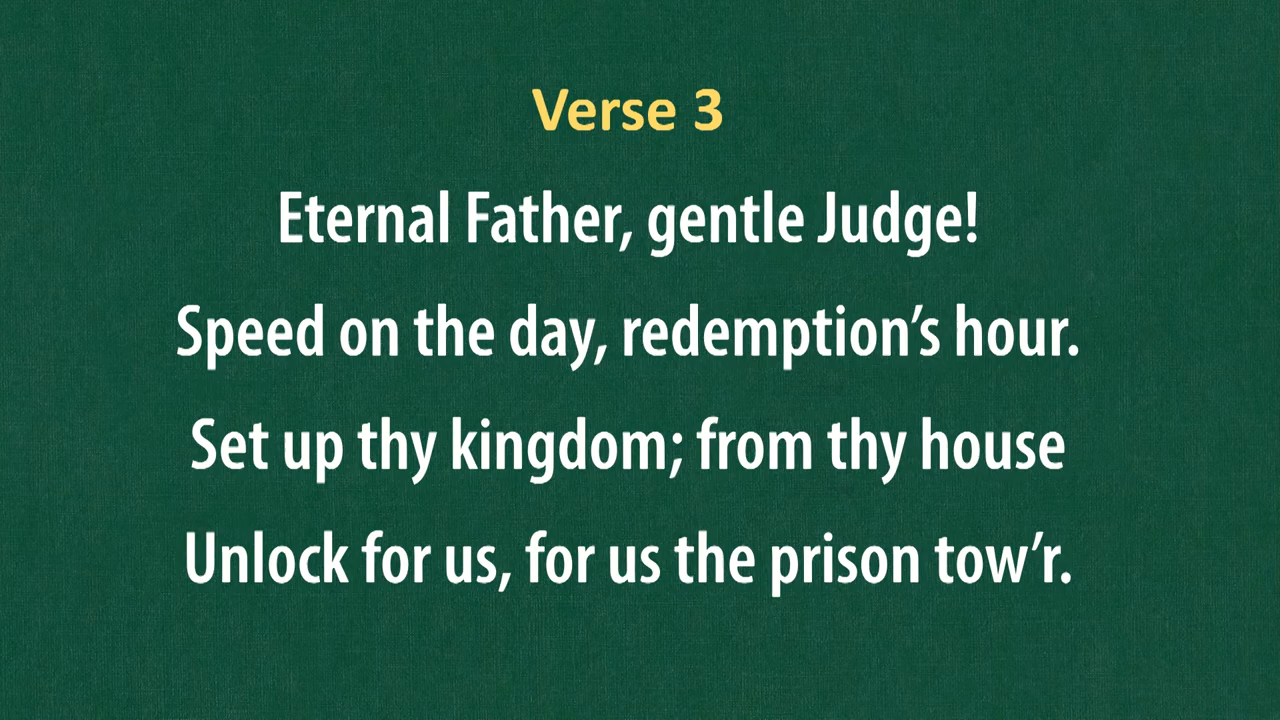 Verse 3
Eternal Father, gentle Judge!
Speed on the day, redemption’s hour.
Set up thy kingdom; from thy house
Unlock for us, for us the prison tow’r.